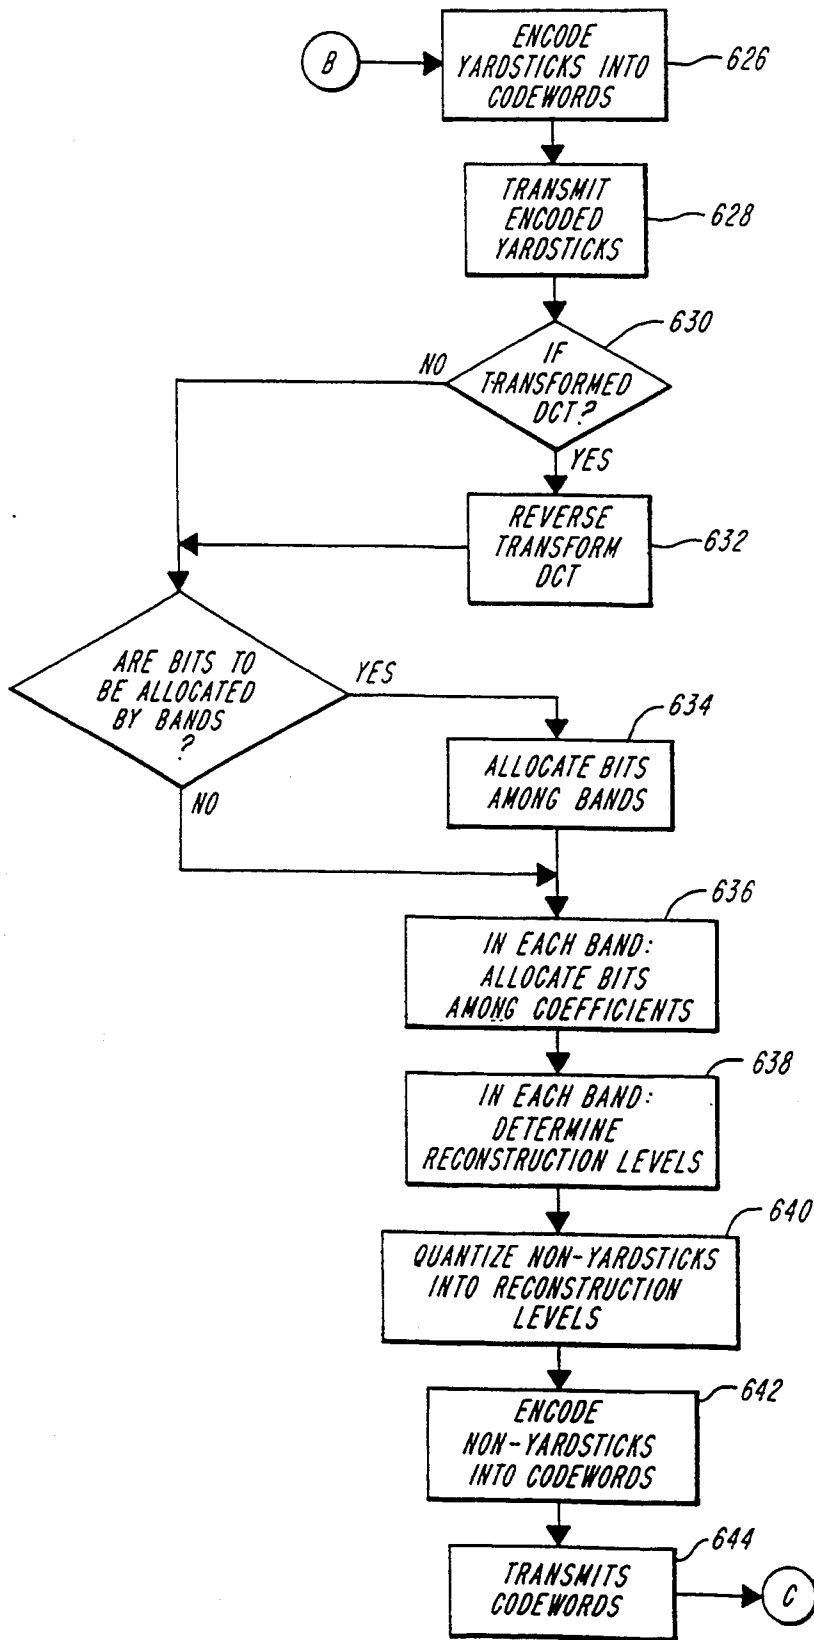 B
ENCODE
YARDSTICKS INTO
CODEWORDS
626
TRANSMIT
ENCODED
YARDSTICKS
628
630
IF
TRANSFORMED
DCT?
NO
YES
REVERSE
TRANSFORM
DCT
632
ARE BITS TO
BE ALLOCATED
BY BANDS
?
YES
NO
634
ALLOCATE BITS
AMONG BANDS
636
IN EACH BAND:
ALLOCATE BITS
AMONG COEFFICIENTS
638
IN EACH BAND:
DETERMINE
RECONSTRUCTION LEVELS
640
QUANTIZE NON-YARDSTICKS
INTO RECONSTRUCTION
LEVELS
642
ENCODE
NON-YARDSTICKS
INTO CODEWORDS
644
TRANSMITS
CODEWORDS
C